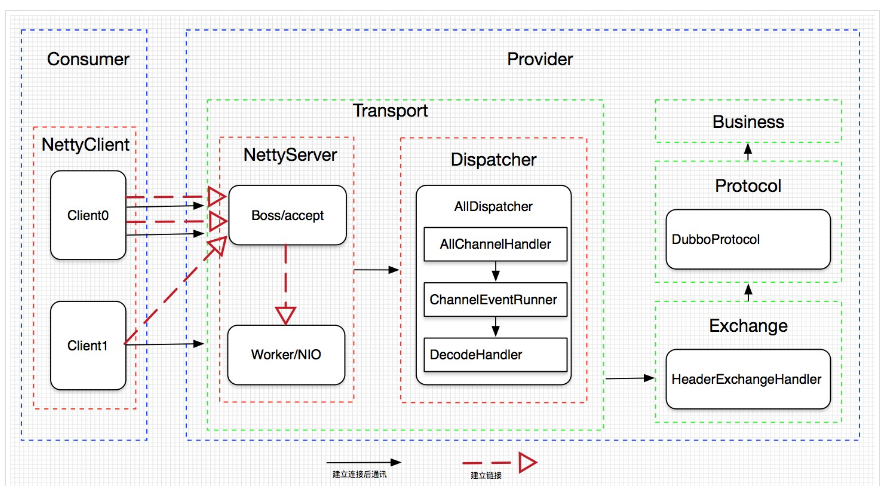 Consumer
Provider
Transport
Business
NettyClient
NettyServer
Dispatcher
Protocol
Client0
Boss/accept
AllDispatcher
AllChannelHandler
DubboProtocol
ChannelEventRunner
Exchange
Client1
Worker/NIO
DecodeHandler
HeaderExchangeHandler
建立连接后通讯
建立链接